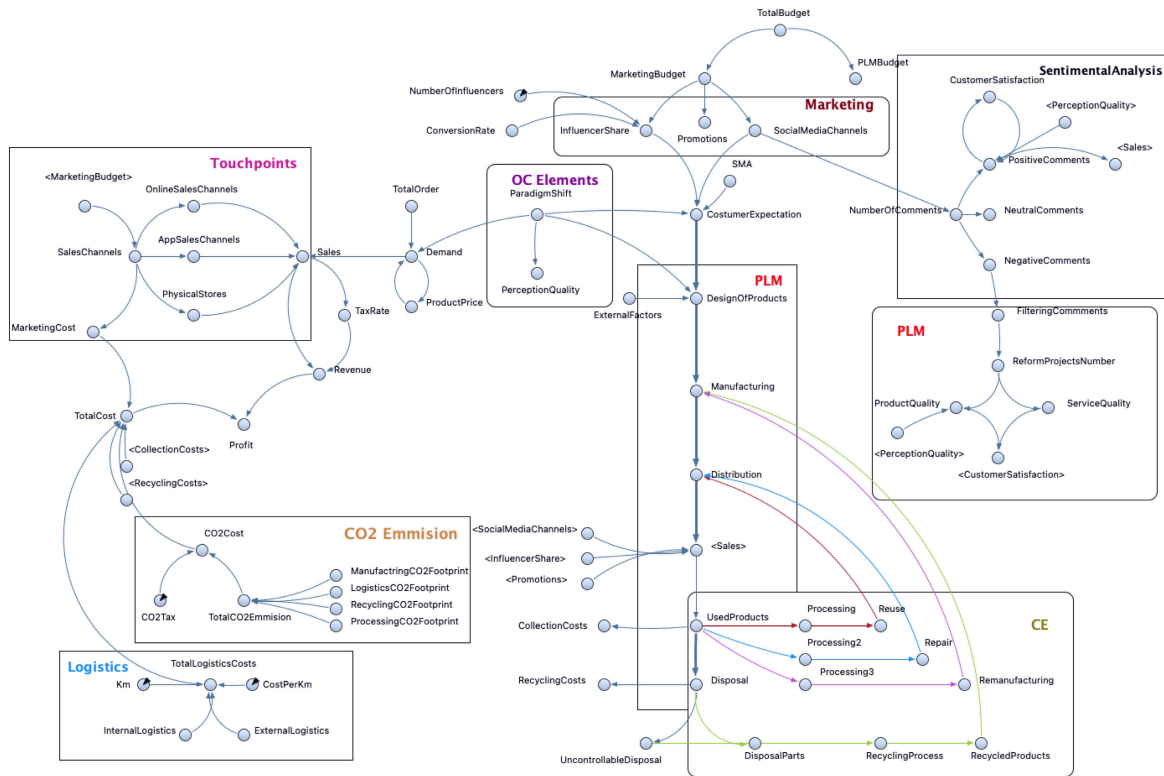 TotalBudget
MarketingBudget
PLMBudget
SentimentalAnalysis
CustomerSatisfaction
NumberOfInfluencers
Marketing
<PerceptionQuality>
ConversionRate
InfluencerShare
Promotions
SocialMediaChannels
PositiveComments
<Sales>
Touchpoints
<MarketingBudget>
OnlineSalesChannels
TotalOrder
OC Elements
ParadigmShift
SMA
CostumerExpectation
NumberOfComments
NeutralComments
SalesChannels
AppSalesChannels
Sales
Demand
NegativeComments
PerceptionQuality
PLM
PhysicalStores
ProductPrice
DesignOfProducts
ExternalFactors
MarketingCost
TaxRate
FilteringCommments
PLM
Revenue
ReformProjectsNumber
Manufacturing
ProductQuality
ServiceQuality
TotalCost
Profit
<PerceptionQuality>
<CollectionCosts>
<CustomerSatisfaction>
<RecyclingCosts>
Distribution
CO2 Emmision
CO2Cost
<SocialMediaChannels>
<InfluencerShare>
<Sales>
<Promotions>
ManufactringCO2Footprint
LogisticsCO2Footprint
RecyclingCO2Footprint
ProcessingCO2Footprint
CO2Tax
TotalCO2Emmision
CollectionCosts
UsedProducts
Processing
Reuse
CE
Processing2
Repair
Logistics
TotalLogisticsCosts
Km
CostPerKm
RecyclingCosts
Disposal
Processing3
Remanufacturing
InternalLogistics
ExternalLogistics
UncontrollableDisposal
DisposalParts
RecyclingProcess
RecycledProducts